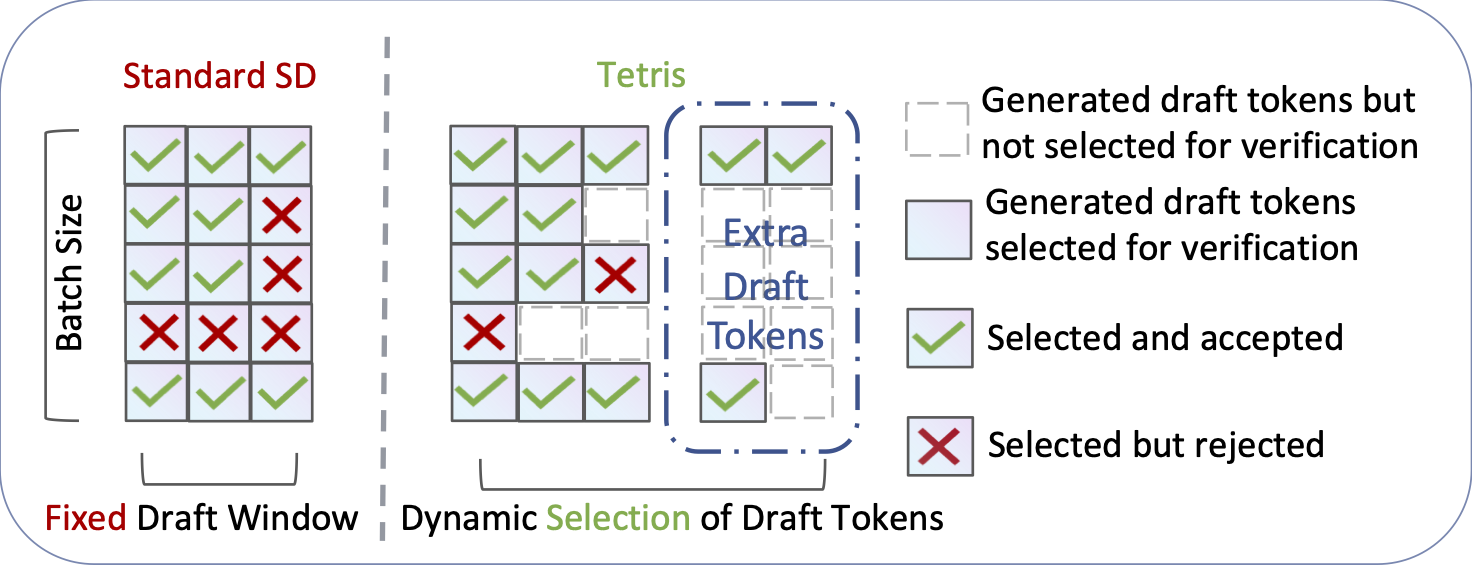 Standard SD
Batch Size
Fixed Draft Window
Tetris
Extra
Draft
Tokens
Dynamic Selection of Draft Tokens
Generated draft tokens but
not selected for verification
Generated draft tokens
selected for verification
Selected and accepted
Selected but rejected